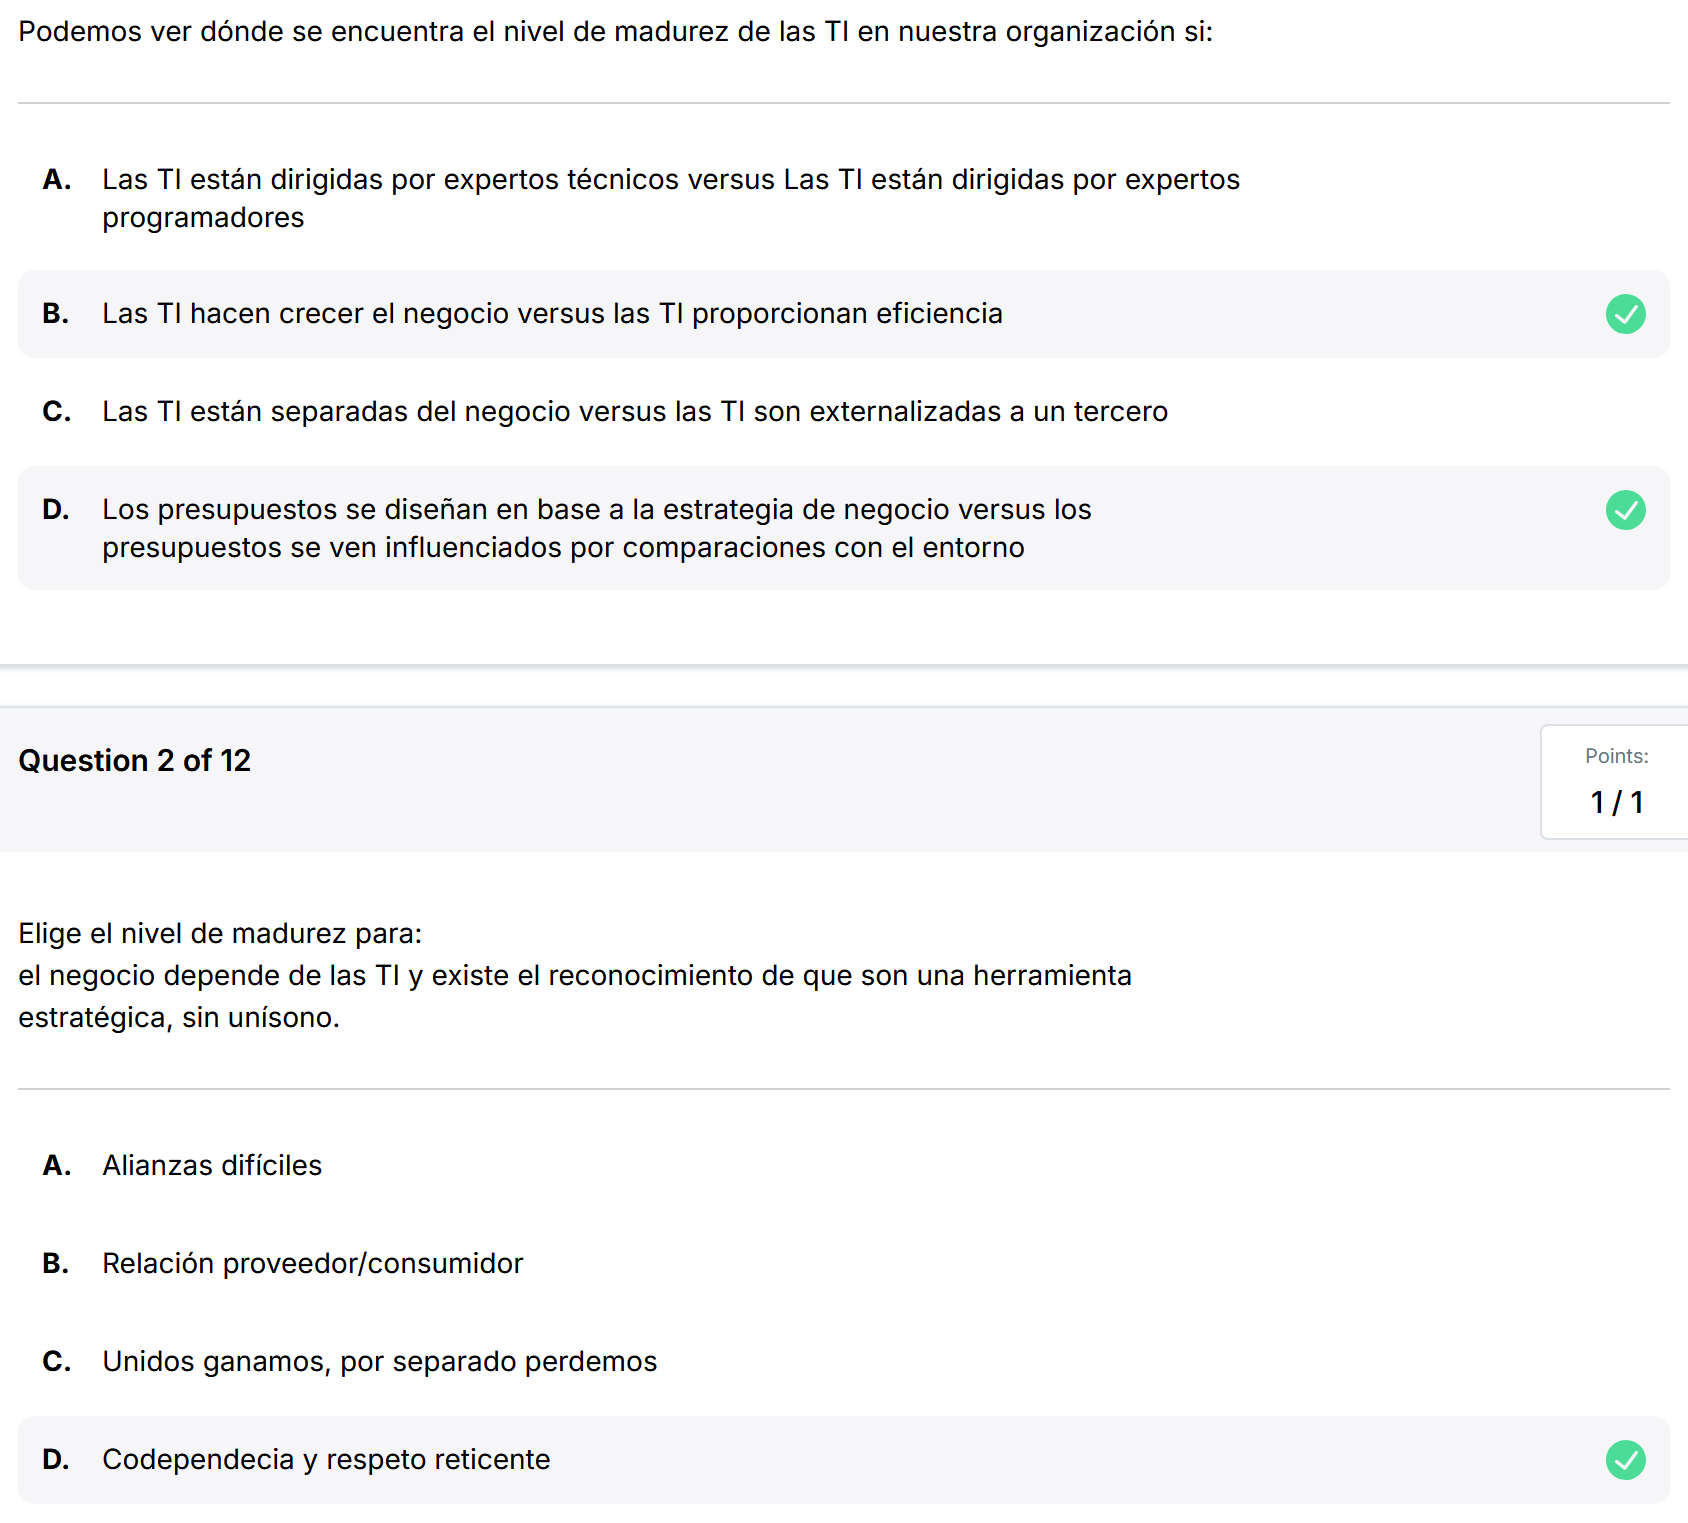 Podemos ver dónde se encuentra el nivel de madurez de las TI en nuestra organización si:
A. Las TI están dirigidas por expertos técnicos versus Las TI están dirigidas por expertos
programadores
B. Las TI hacen crecer el negocio versus las TI proporcionan eficiencia
C. Las TI están separadas del negocio versus las TI son externalizadas a un tercero
D. Los presupuestos se diseñan en base a la estrategia de negocio versus los
presupuestos se ven influenciados por comparaciones con el entorno
Question 2 of 12
Points:
1 / 1
Elige el nivel de madurez para:
el negocio depende de las TI y existe el reconocimiento de que son una herramienta
estratégica, sin unísono.
A. Alianzas difíciles
B. Relación proveedor/consumidor
C. Unidos ganamos, por separado perdemos
D. Codependecia y respeto reticente